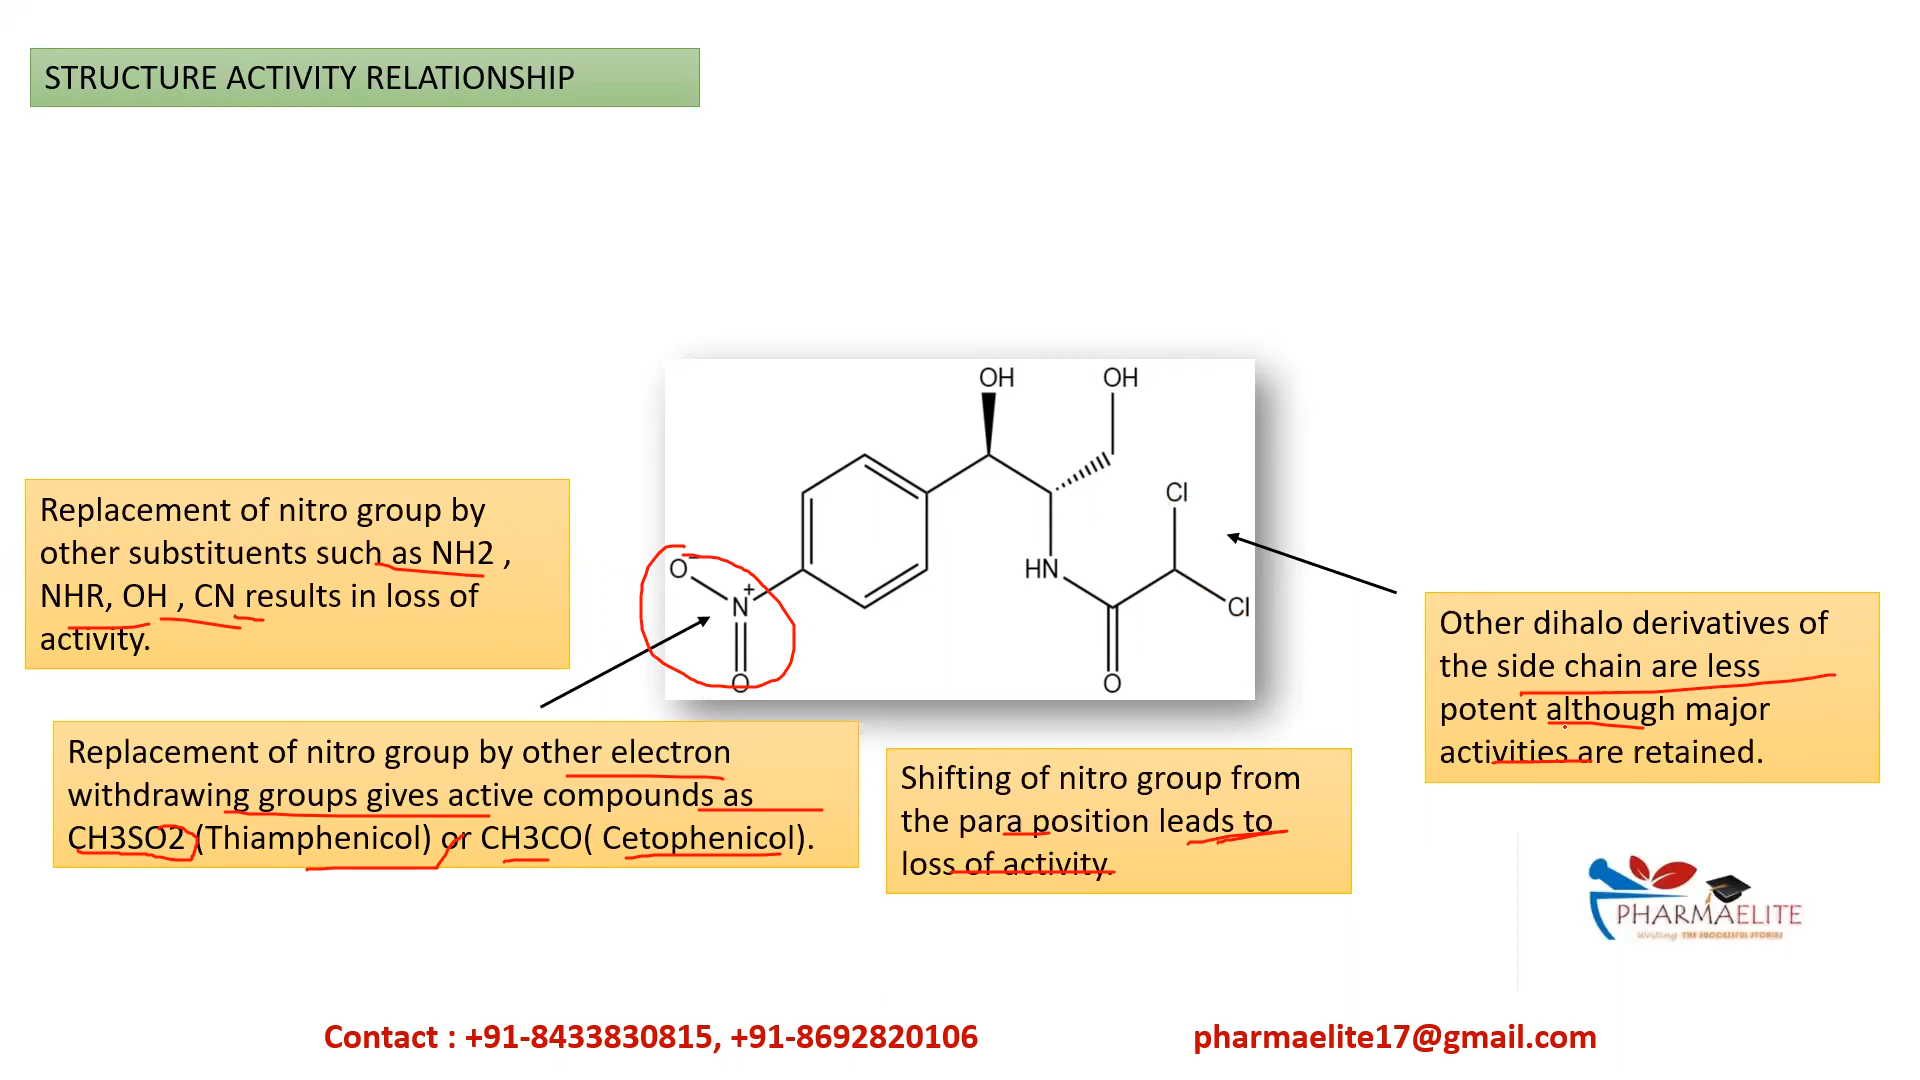 STRUCTURE ACTIVITY RELATIONSHIP
OH
OH
Cl
O
-
N
+
HN
Cl
O
O
Replacement of nitro group by
other substituents such as NH2 ,
NHR, OH , CN results in loss of
activity.
Replacement of nitro group by other electron
withdrawing groups gives active compounds as
CH3SO2 (Thiamphenicol) or CH3CO( Cetophenicol).
Shifting of nitro group from
the para position leads to
loss of activity.
Other dihalo derivatives of
the side chain are less
potent although major
activities are retained.
PHARMAELITE
Writing THE SUCCESSFUL STORIES
Contact : +91-8433830815, +91-8692820106
pharmaelite17@gmail.com